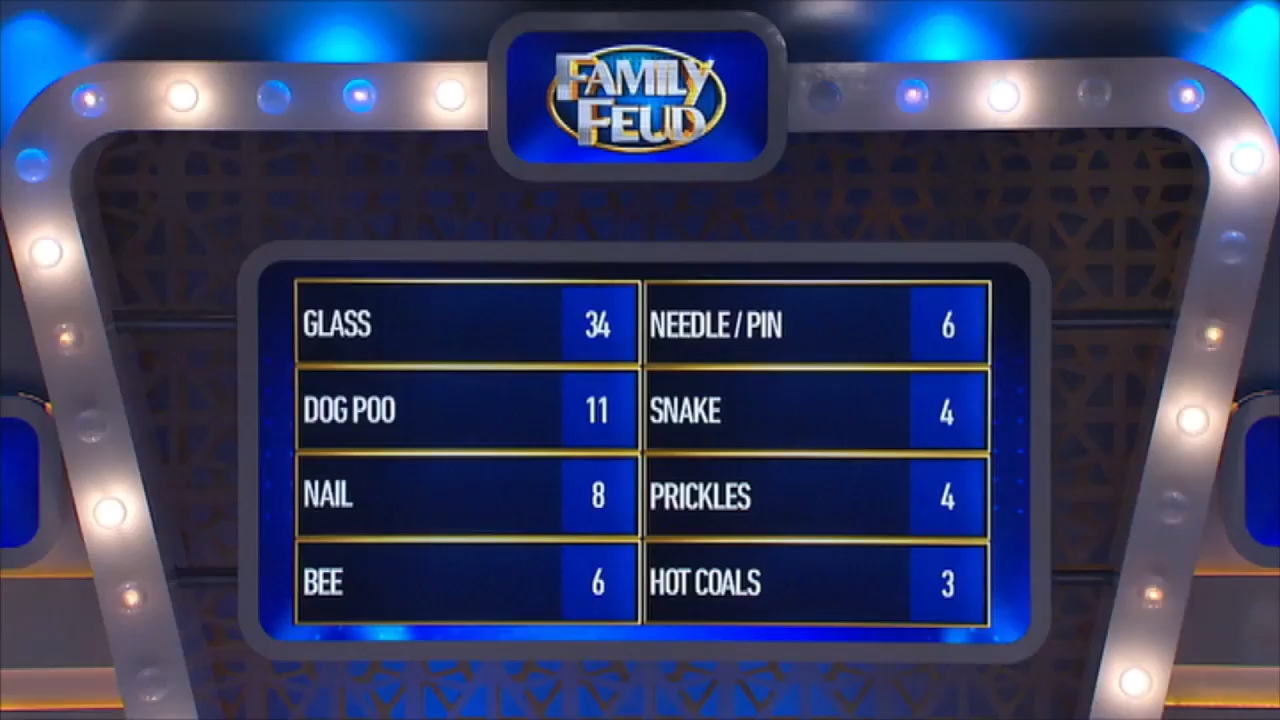 FAMILY
FEUD
GLASS 34
DOG POO 11
NAIL 8
BEE 6
NEEDLE / PIN 6
SNAKE 4
PRICKLES 4
HOT COALS 3